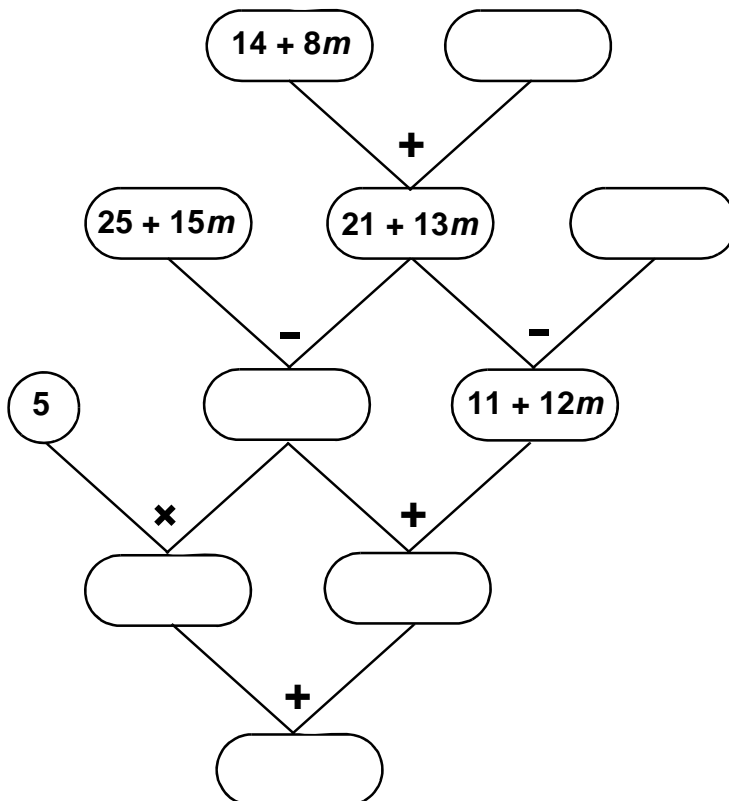 14 + 8m
+
25 + 15m 21 + 13m
– –
5 11 + 12m
× +
+